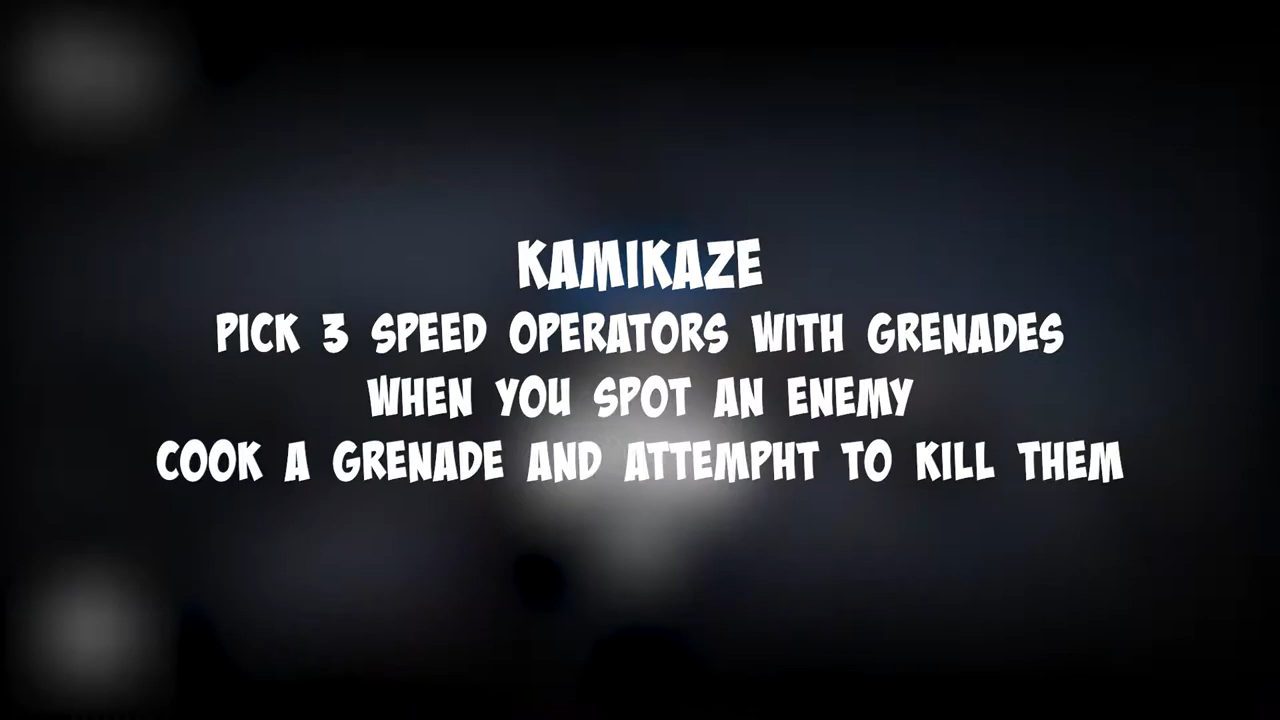 KAMIKAZE
PICK 3 SPEED OPERATORS WITH GRENADES
WHEN YOU SPOT AN ENEMY
COOK A GRENADE AND ATTEMPHT TO KILL THEM